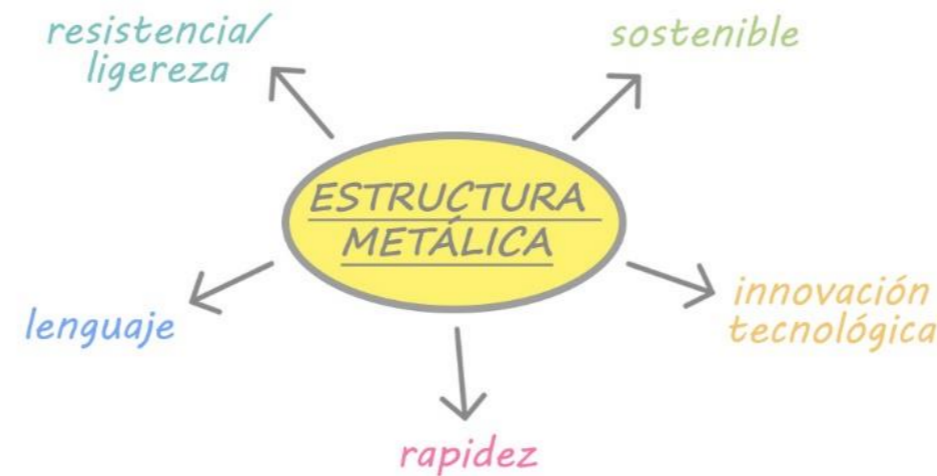 resistencia/
ligereza
sostenible
ESTRUCTURA
METÁLICA
lenguaje
innovación
tecnológica
rapidez